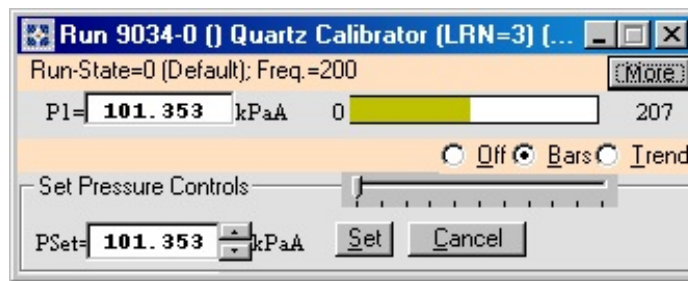 Run 9034-0 () Quartz Calibrator (LRN=3) (...
Run-State=0 (Default); Freq.=200 More
P1= 101.353 kPaA 0 207
Off Bars Trend
Set Pressure Controls
PSet= 101.353 kPaA Set Cancel